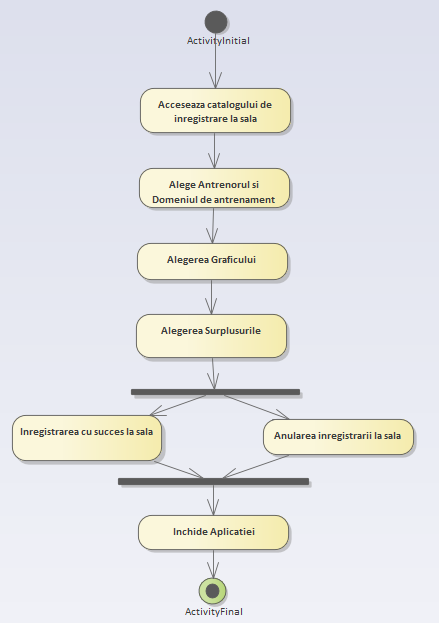 ActivityInitial
Acceseaza catalogului de
inregistrare la sala
Alege Antrenorul si
Domeniul de antrenament
Alegerea Graficului
Alegerea Surplusurile
Inregistrarea cu succes la sala
Anularea inregistrarii la sala
Inchide Aplicatiei
ActivityFinal